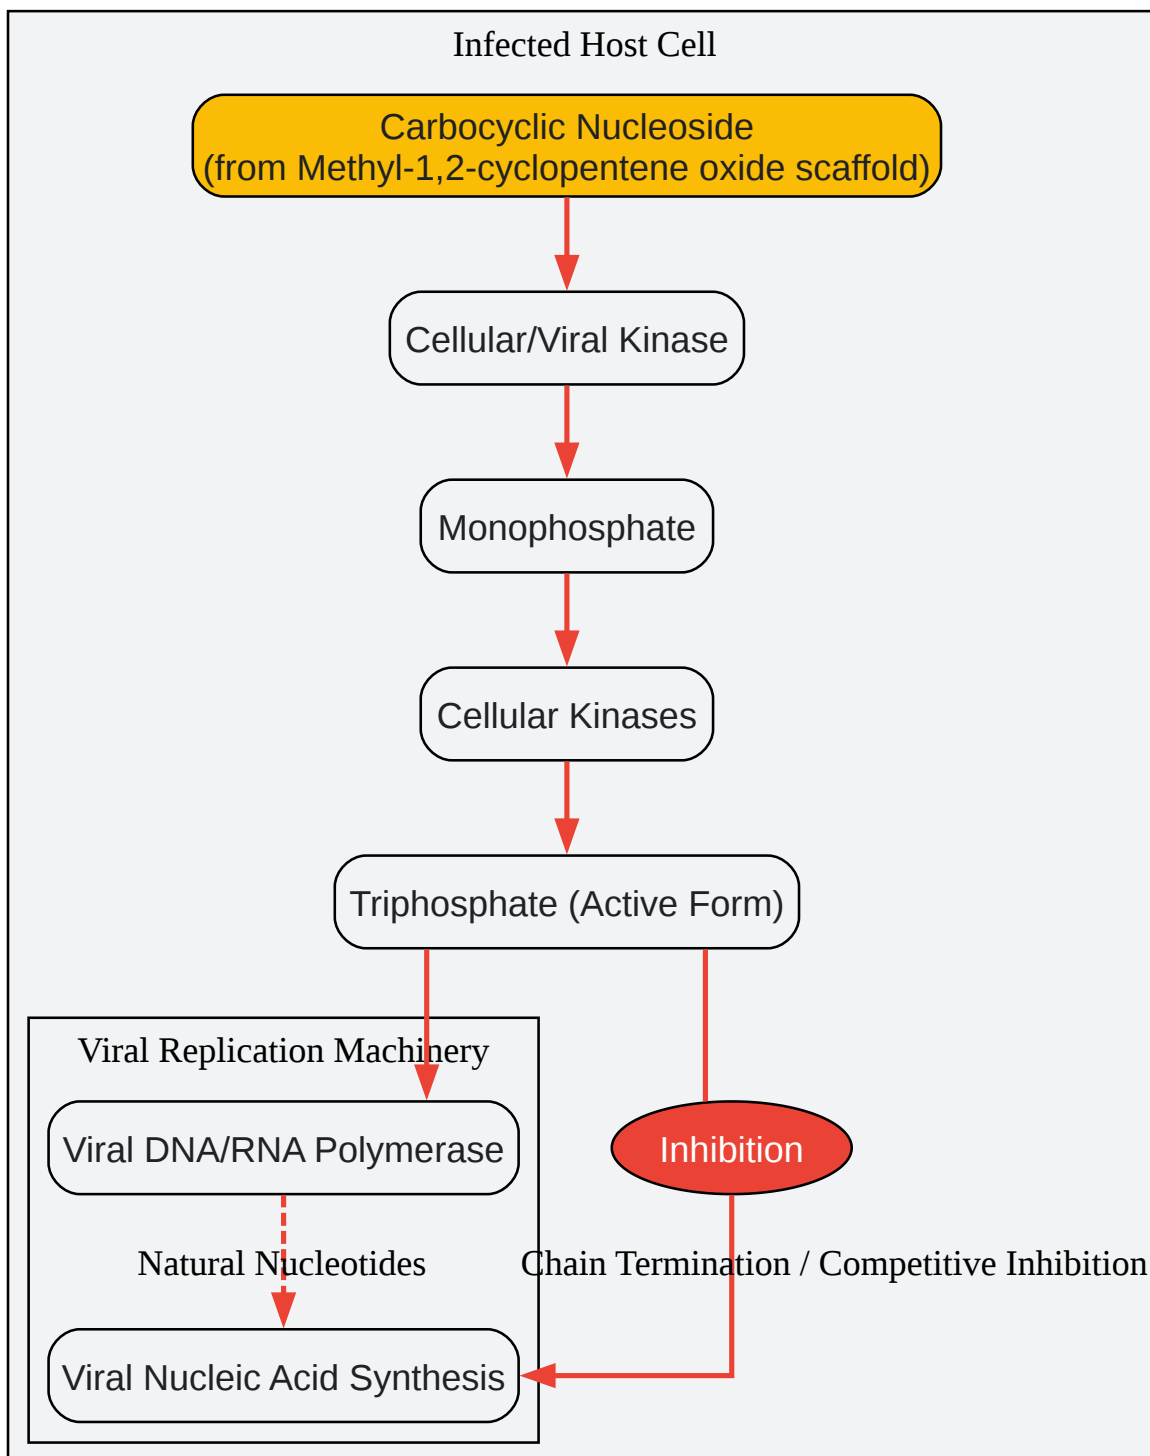 Infected Host Cell
Carbocyclic Nucleoside
(from Methyl-1,2-cyclopentene oxide scaffold)
Cellular/Viral Kinase
Monophosphate
Cellular Kinases
Triphosphate (Active Form)
Viral Replication Machinery
Viral DNA/RNA Polymerase
Inhibition
Natural Nucleotides
Chain Termination / Competitive Inhibition
Viral Nucleic Acid Synthesis